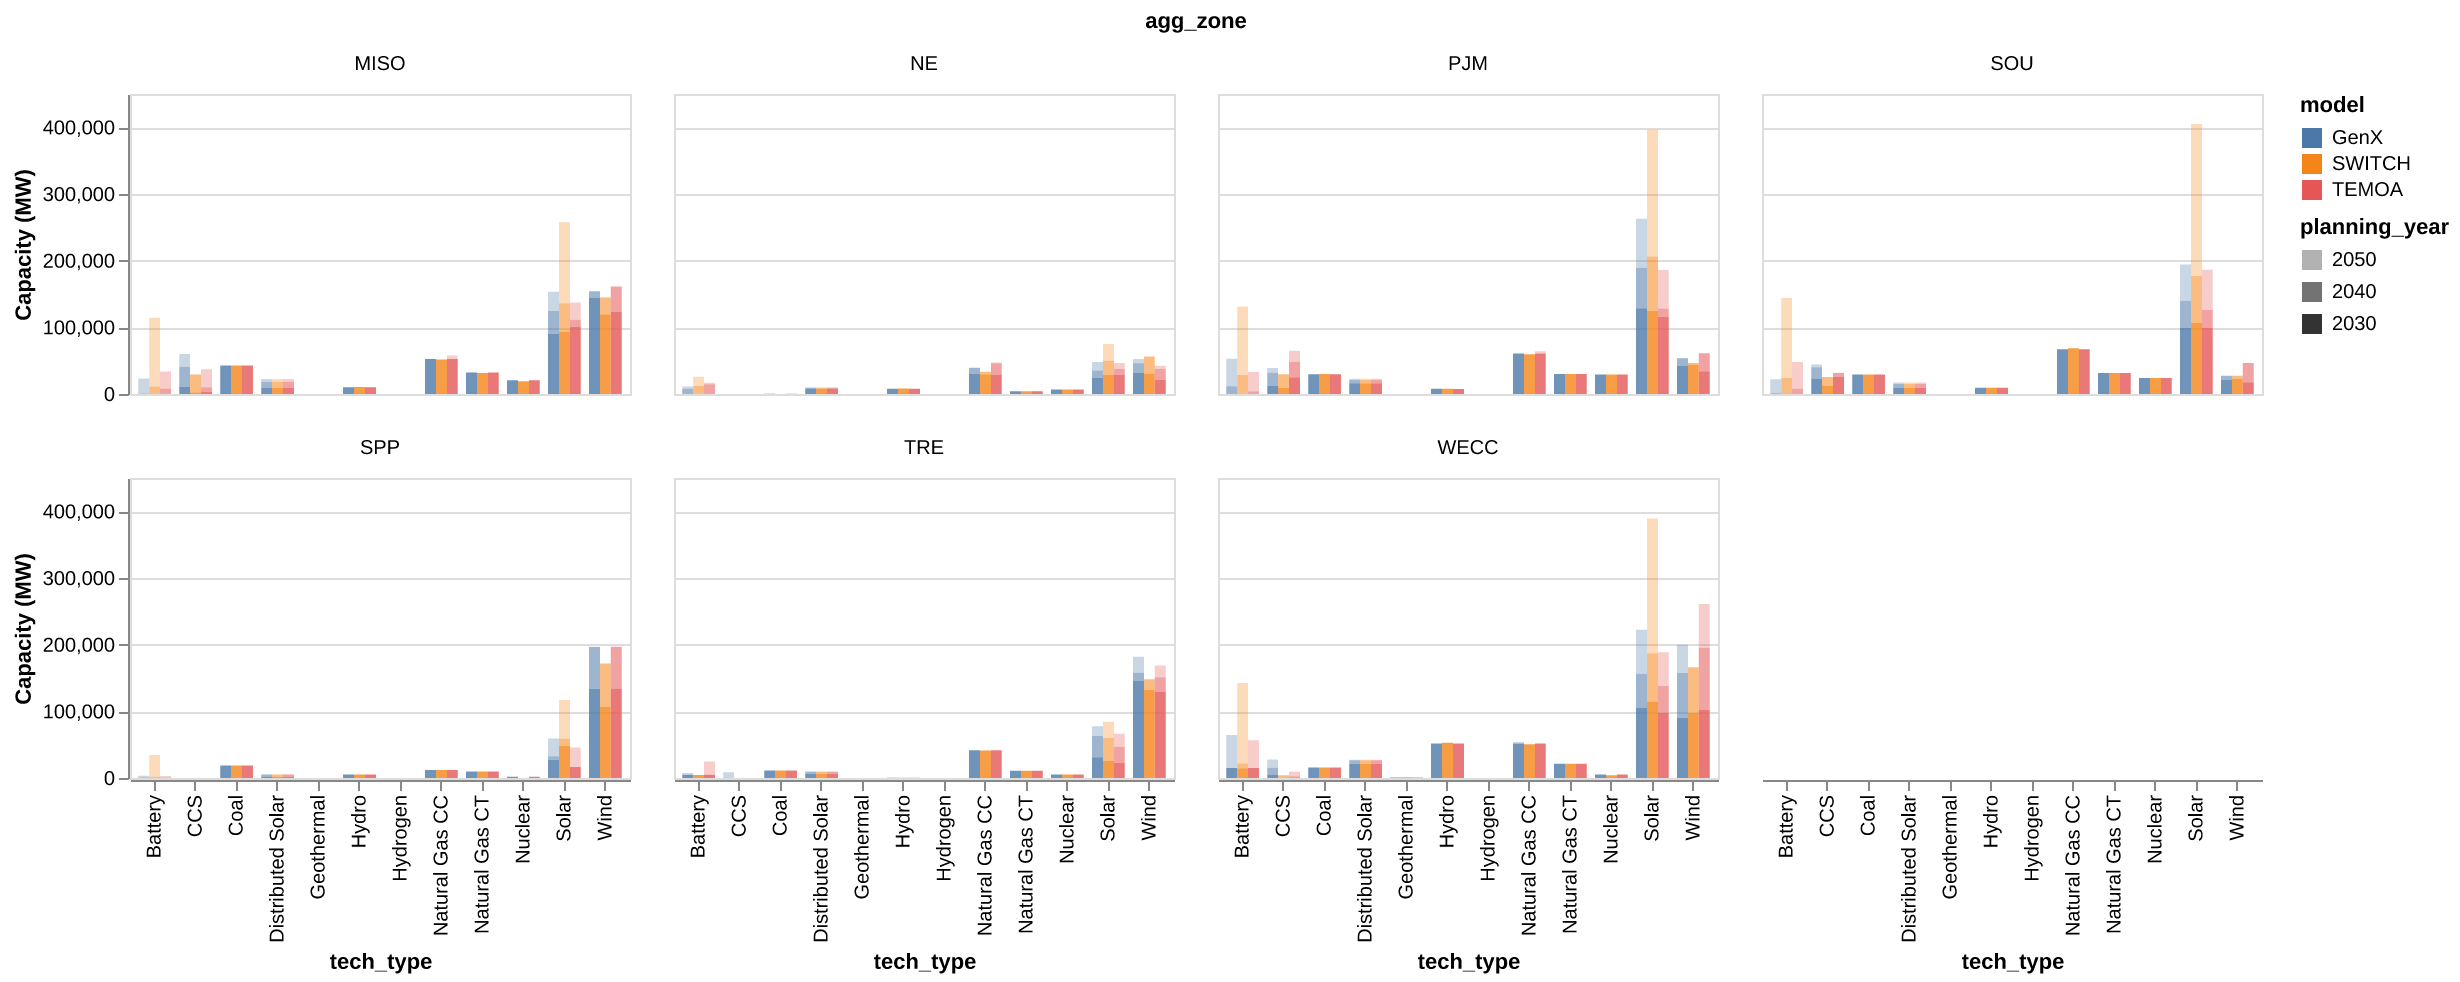 agg_zone
MISO
NE
PJM
SOU
Capacity (MW)
400,000
300,000
200,000
100,000
0
model
GenX
SWITCH
TEMOA
planning_year
2050
2040
2030
SPP
TRE
WECC
Capacity (MW)
400,000
300,000
200,000
100,000
0
Battery
CCS
Coal
Distributed Solar
Geothermal
Hydro
Hydrogen
Natural Gas CC
Natural Gas CT
Nuclear
Solar
Wind
Battery
CCS
Coal
Distributed Solar
Geothermal
Hydro
Hydrogen
Natural Gas CC
Natural Gas CT
Nuclear
Solar
Wind
Battery
CCS
Coal
Distributed Solar
Geothermal
Hydro
Hydrogen
Natural Gas CC
Natural Gas CT
Nuclear
Solar
Wind
Battery
CCS
Coal
Distributed Solar
Geothermal
Hydro
Hydrogen
Natural Gas CC
Natural Gas CT
Nuclear
Solar
Wind
tech_type
tech_type
tech_type
tech_type